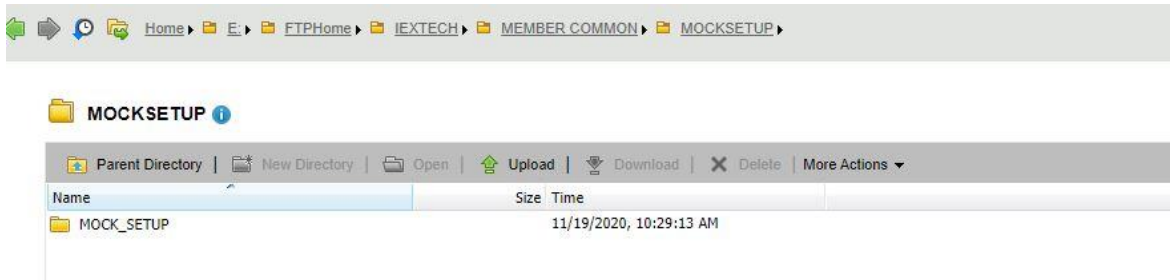 Home E: FTPHome IEXTECH MEMBER COMMON MOCKSETUP
MOCKSETUP
Parent Directory | New Directory | Open | Upload | Download | Delete | More Actions
Name Size Time
MOCK_SETUP 11/19/2020, 10:29:13 AM